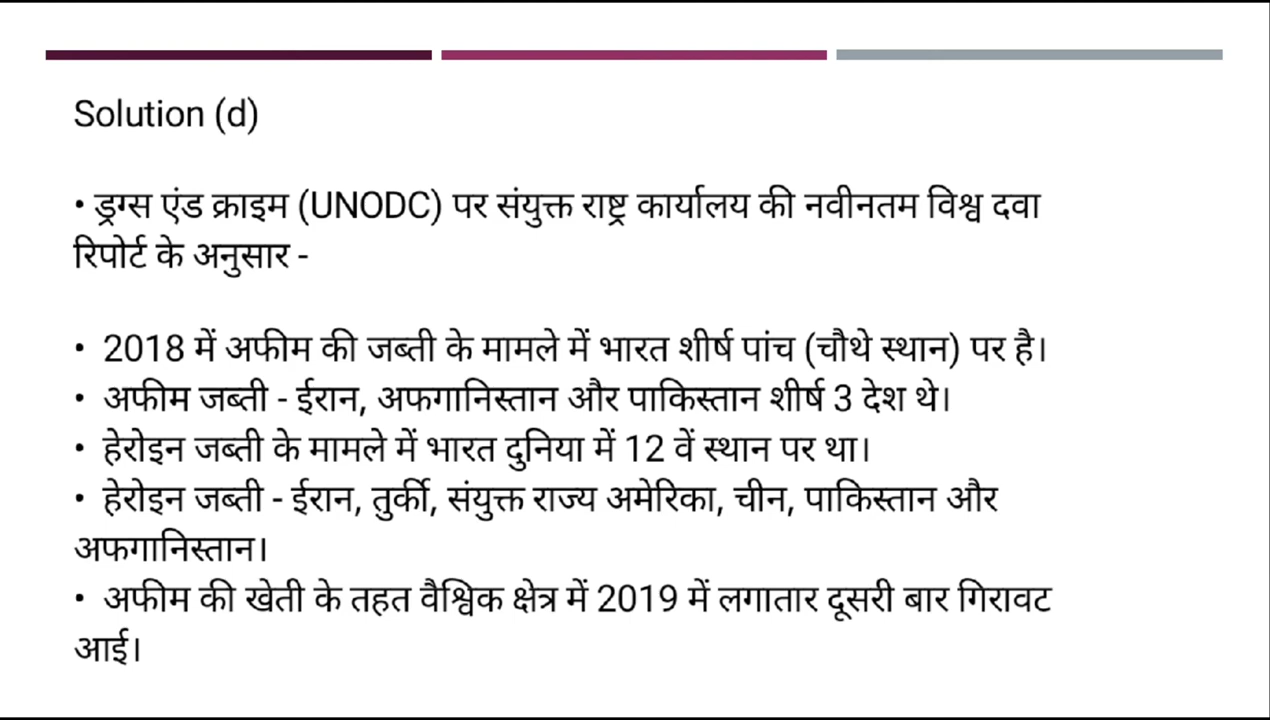 Solution (d)
• ड्रग्स एंड क्राइम (UNODC) पर संयुक्त राष्ट्र कार्यालय की नवीनतम विश्व दवा
रिपोर्ट के अनुसार -
• 2018 में अफीम की जब्ती के मामले में भारत शीर्ष पांच (चौथे स्थान) पर है।
• अफीम जब्ती - ईरान, अफगानिस्तान और पाकिस्तान शीर्ष 3 देश थे।
• हेरोइन जब्ती के मामले में भारत दुनिया में 12 वें स्थान पर था।
• हेरोइन जब्ती - ईरान, तुर्की, संयुक्त राज्य अमेरिका, चीन, पाकिस्तान और
अफगानिस्तान।
• अफीम की खेती के तहत वैश्विक क्षेत्र में 2019 में लगातार दूसरी बार गिरावट
आई।